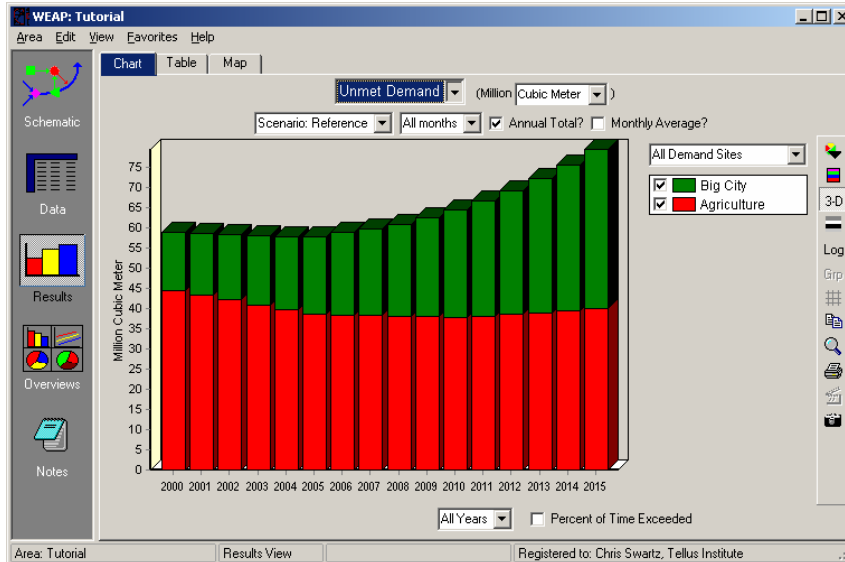 WEAP: Tutorial
Area Edit View Favorites Help
Chart Table Map
Unmet Demand (Million Cubic Meter )
Scenario: Reference All months Annual Total? Monthly Average?
All Demand Sites
Big City
Agriculture
Schematic
Data
Results
Overviews
Notes
3-D
Log
Grp
Million Cubic Meter
75
70
65
60
55
50
45
40
35
30
25
20
15
10
5
0
2000 2001 2002 2003 2004 2005 2006 2007 2008 2009 2010 2011 2012 2013 2014 2015
All Years Percent of Time Exceeded
Area: Tutorial Results View Registered to: Chris Swartz, Tellus Institute